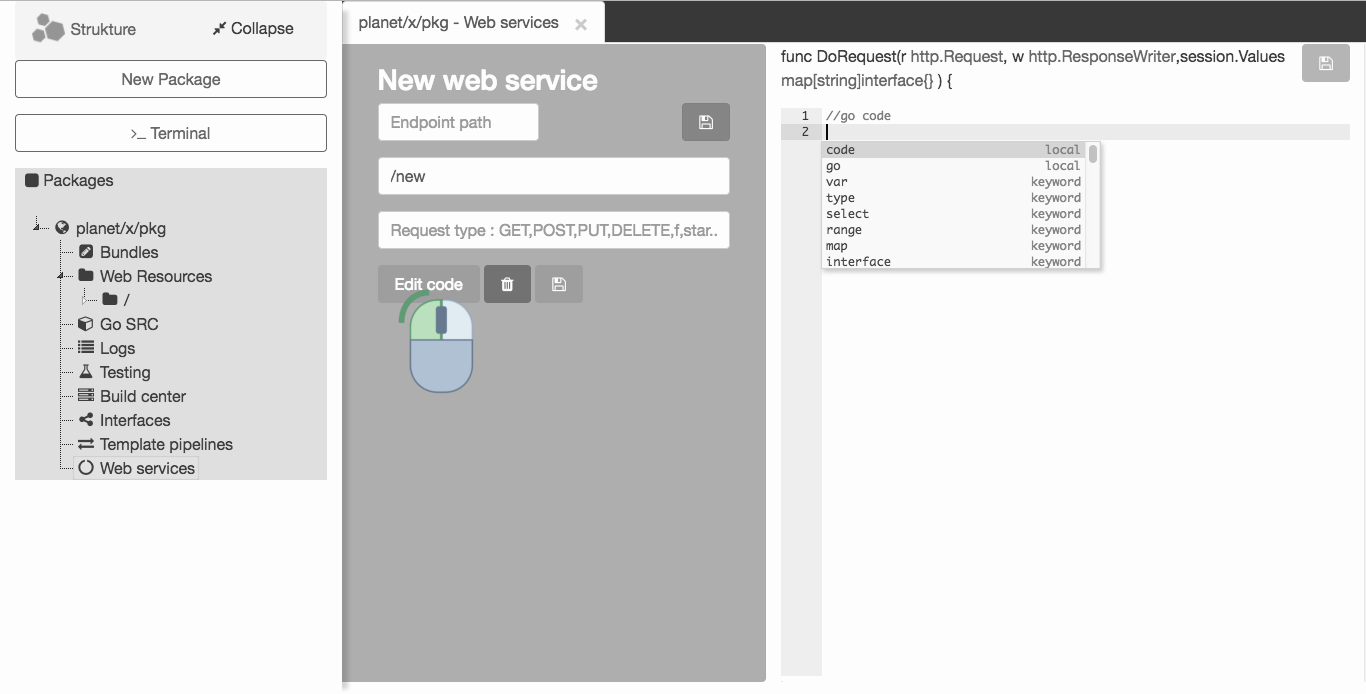 Strukture
Collapse
New Package
>_ Terminal
Packages
planet/x/pkg
Bundles
Web Resources
/
Go SRC
Logs
Testing
Build center
Interfaces
Template pipelines
Web services
planet/x/pkg - Web services ×
New web service
Endpoint path
/new
Request type : GET,POST,PUT,DELETE,f,star..
Edit code
func DoRequest(r http.Request, w http.ResponseWriter,session.Values
map[string]interface{} ) {
1 //go code
2
code local
go local
var keyword
type keyword
select keyword
range keyword
map keyword
interface keyword